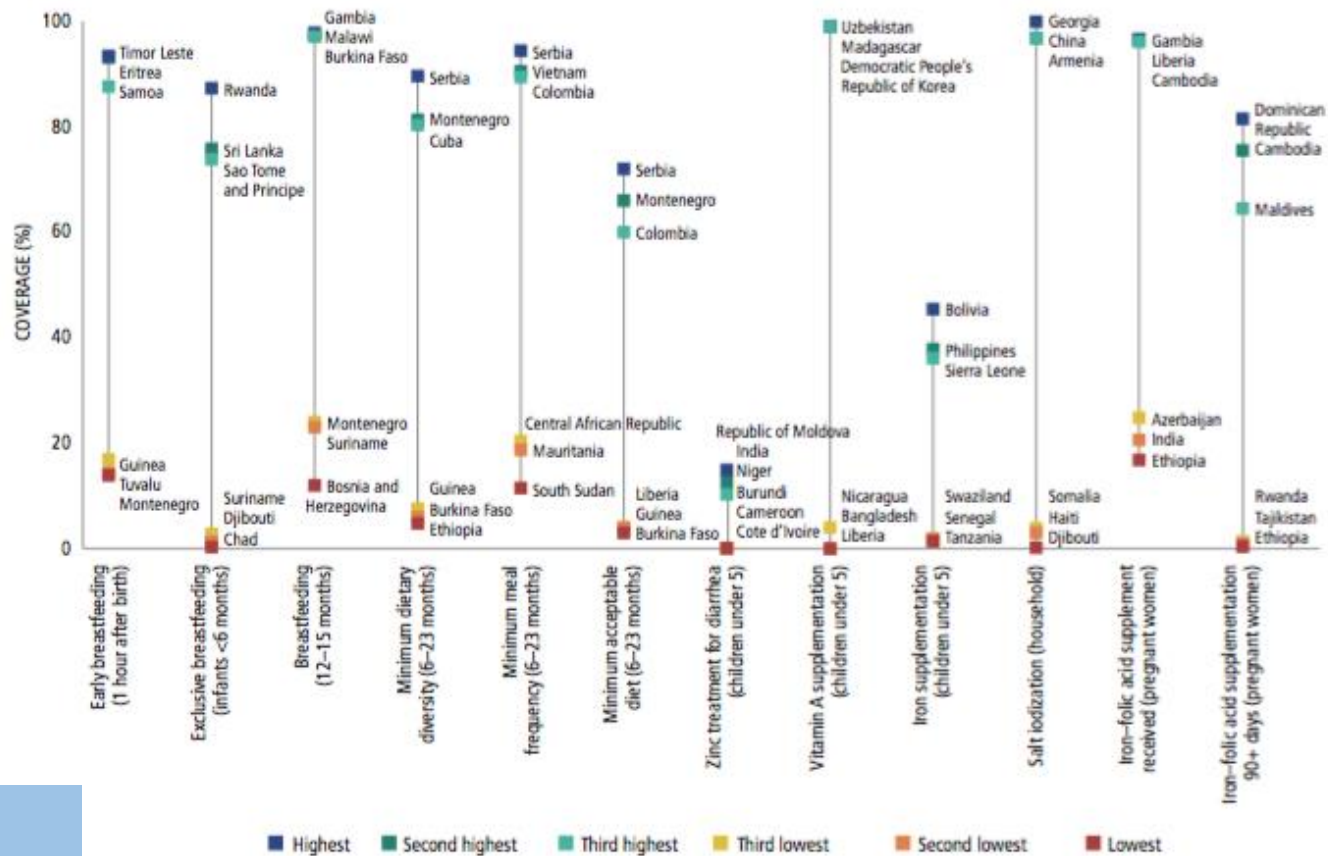 COVERAGE (%)
100
80
60
40
20
0
Timor Leste
Eritrea
Samoa
Guinea
Tuvalu
Montenegro
Rwanda
Sri Lanka
Sao Tome
and Principe
Suriname
Djibouti
Chad
Gambia
Malawi
Burkina Faso
Montenegro
Suriname
Bosnia and
Herzegovina
Serbia
Montenegro
Cuba
Guinea
Burkina Faso
Ethiopia
Serbia
Vietnam
Colombia
Central African Republic
Mauritania
South Sudan
Serbia
Montenegro
Colombia
Liberia
Guinea
Burkina Faso
Republic of Moldova
India
Niger
Burundi
Cameroon
Cote d'Ivoire
Uzbekistan
Madagascar
Democratic People's
Republic of Korea
Nicaragua
Bangladesh
Liberia
Bolivia
Philippines
Sierra Leone
Swaziland
Senegal
Tanzania
Georgia
China
Armenia
Somalia
Haiti
Djibouti
Gambia
Liberia
Cambodia
Azerbaijan
India
Ethiopia
Dominican
Republic
Cambodia
Maldives
Rwanda
Tajikistan
Ethiopia
Early breastfeeding
(1 hour after birth)
Exclusive breastfeeding
(infants <6 months)
Breastfeeding
(12–15 months)
Minimum dietary
diversity (6–23 months)
Minimum meal
frequency (6–23 months)
Minimum acceptable
diet (6–23 months)
Zinc treatment for diarrhea
(children under 5)
Vitamin A supplementation
(children under 5)
Iron supplementation
(children under 5)
Salt iodization (household)
Iron–folic acid supplement
received (pregnant women)
Iron–folic acid supplementation
90+ days (pregnant women)
Highest
Second highest
Third highest
Third lowest
Second lowest
Lowest